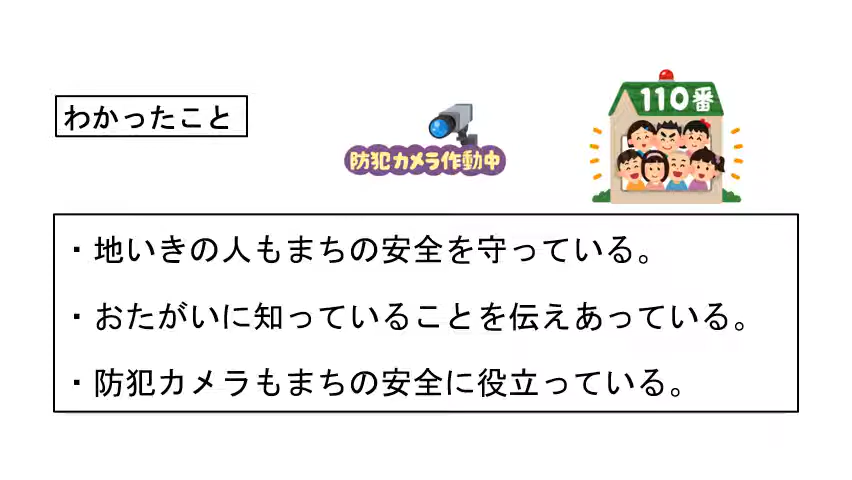 わかったこと
防犯カメラ作動中
110番
・地いきの人もまちの安全を守っている。
・おたがいに知っていることを伝えあっている。
・防犯カメラもまちの安全に役立っている。